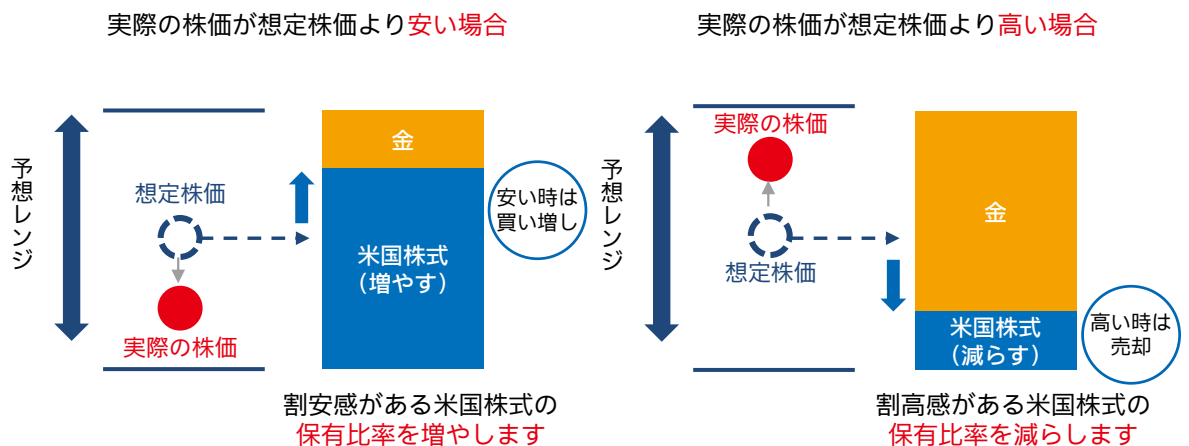 実際の株価が想定株価より安い場合
予想レンジ
想定株価
実際の株価
金
米国株式
（増やす）
安い時は
買い増し
割安感がある米国株式の
保有比率を増やします
実際の株価が想定株価より高い場合
予想レンジ
実際の株価
想定株価
金
米国株式
（減らす）
高い時は
売却
割高感がある米国株式の
保有比率を減らします